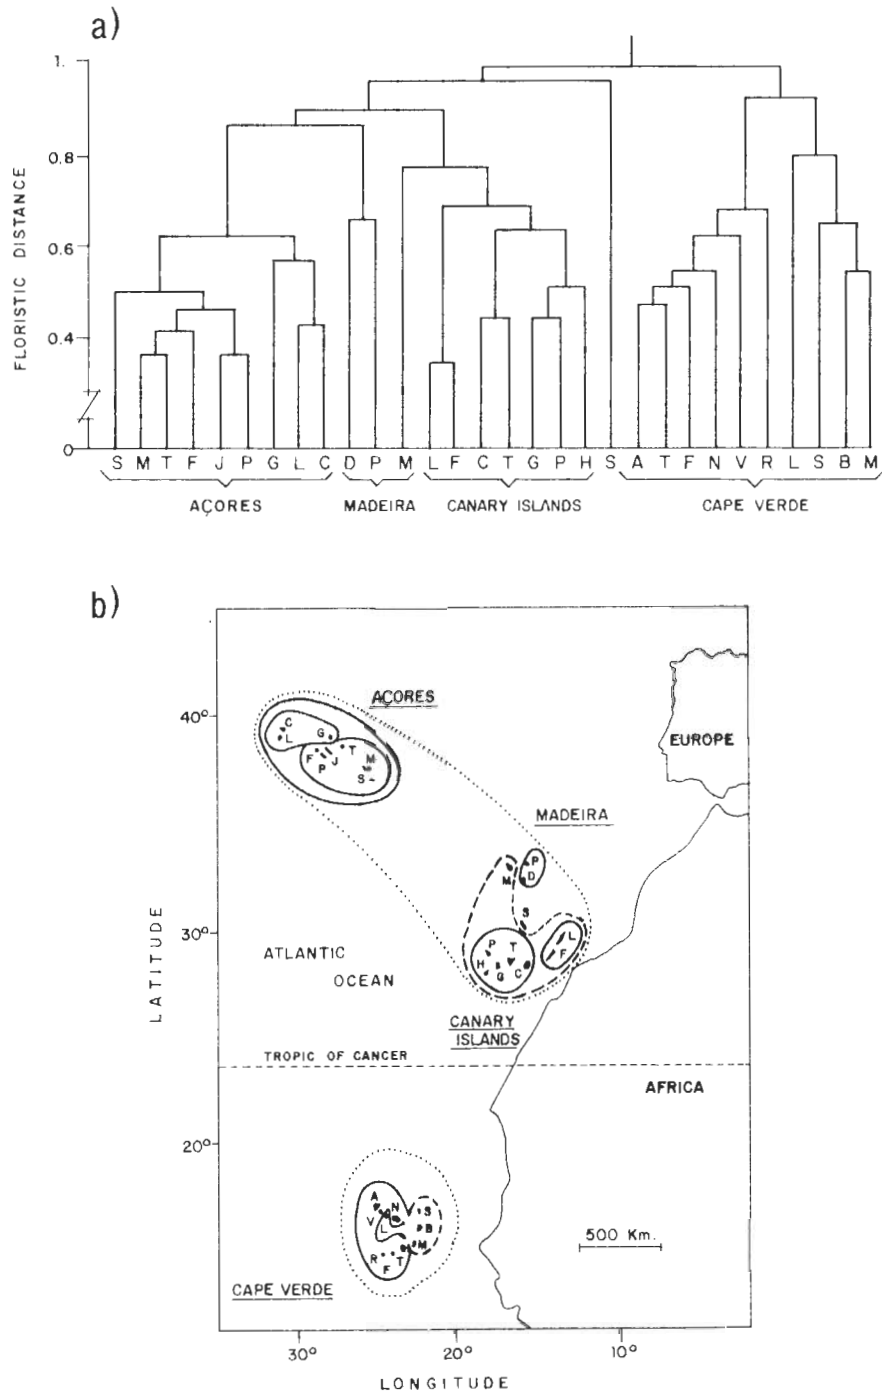 a)
1.
0.8
0.6
0.4
0
FLORISTIC DISTANCE
S M T F J P G L C D P M L F C T G P H S A T F N V R L S B M
AÇORES MADEIRA CANARY ISLANDS CAPE VERDE
b)
AÇORES
40°
C
L G
EUROPE
F T M
P J S
MADEIRA
P
M D
S
30°
LATITUDE
P T L
ATLANTIC
H G C F
OCEAN
CANARY
ISLANDS
TROPIC OF CANCER
AFRICA
20°
A N S
V L B
M
500 Km.
R F T
CAPE VERDE
30° 20° 10°
LONGITUDE